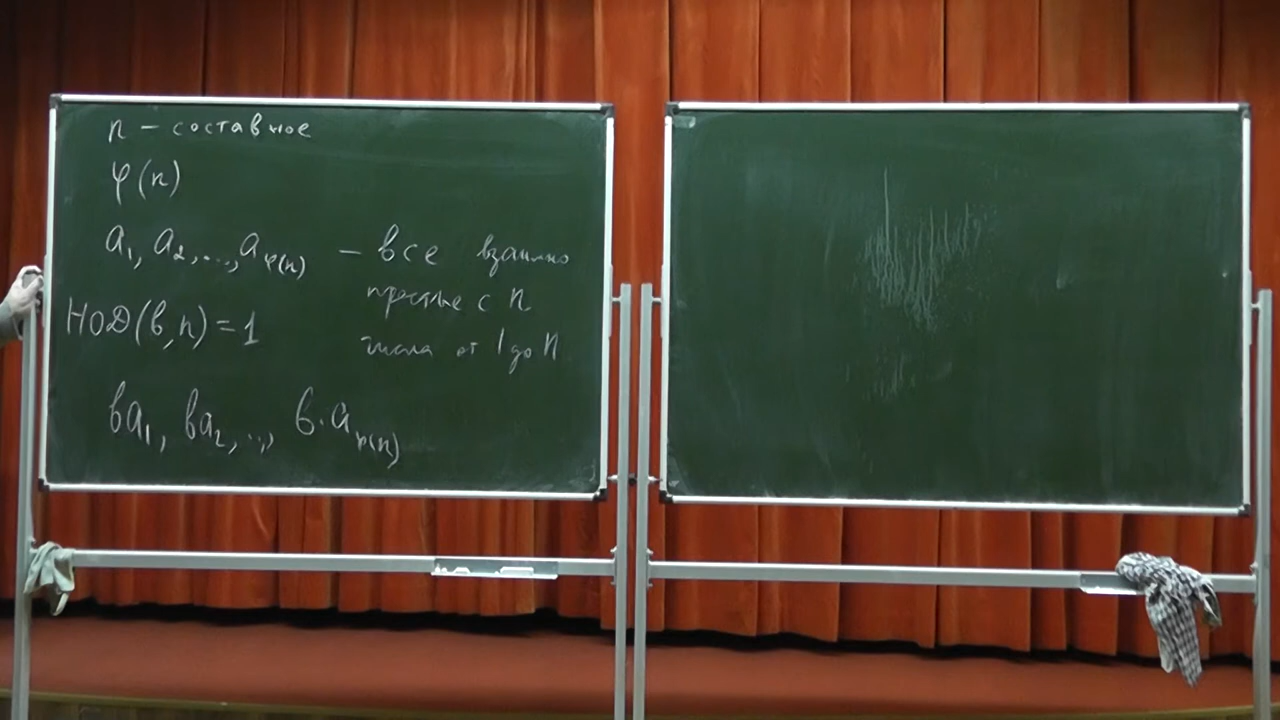 n – составное
φ(n)
a₁, a₂, ..., a_φ(n) – все взаимно
простые с n
числа от 1 до n
НОД(b, n) = 1
ba₁, ba₂, ..., b·a_φ(n)